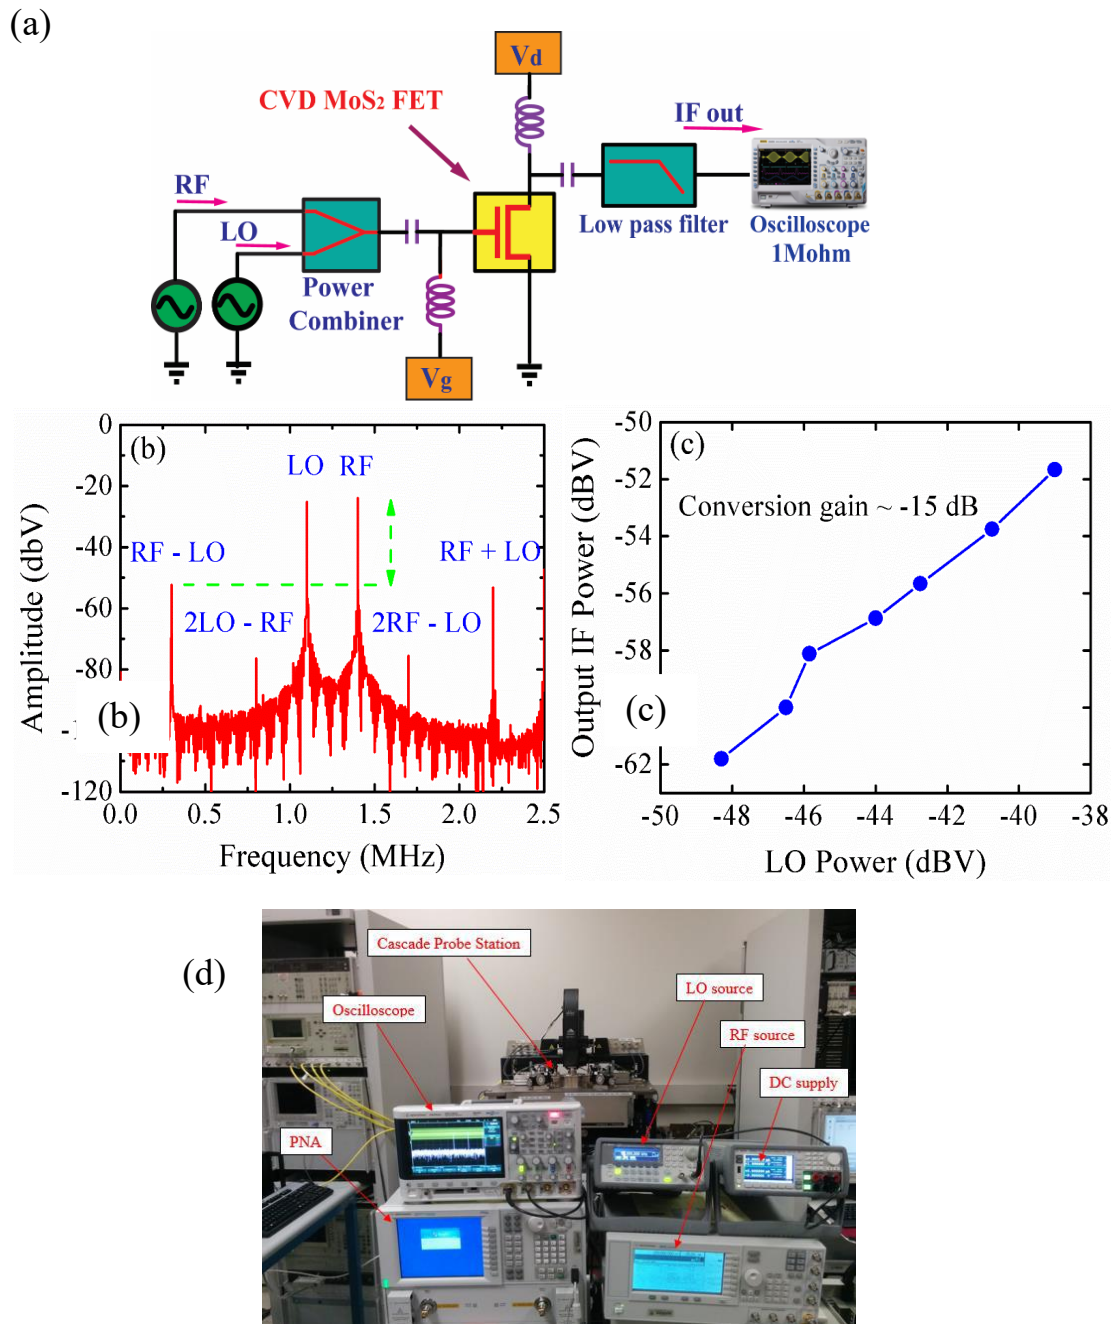 (a)
Vd
CVD MoS2 FET
IF out
RF
LO
Low pass filter
Oscilloscope
1Mohm
Power
Combiner
Vg
0
-20
-40
-60
-80
-120
(b)
LO RF
RF - LO
RF + LO
2LO - RF
2RF - LO
(b)
Amplitude (dbV)
0.0 0.5 1.0 1.5 2.0 2.5
Frequency (MHz)
-50
-52
-54
-56
-58
-62
(c)
Conversion gain ~ -15 dB
(c)
Output IF Power (dBV)
-50 -48 -46 -44 -42 -40 -38
LO Power (dBV)
(d)
Cascade Probe Station
LO source
Oscilloscope
RF source
DC supply
PNA